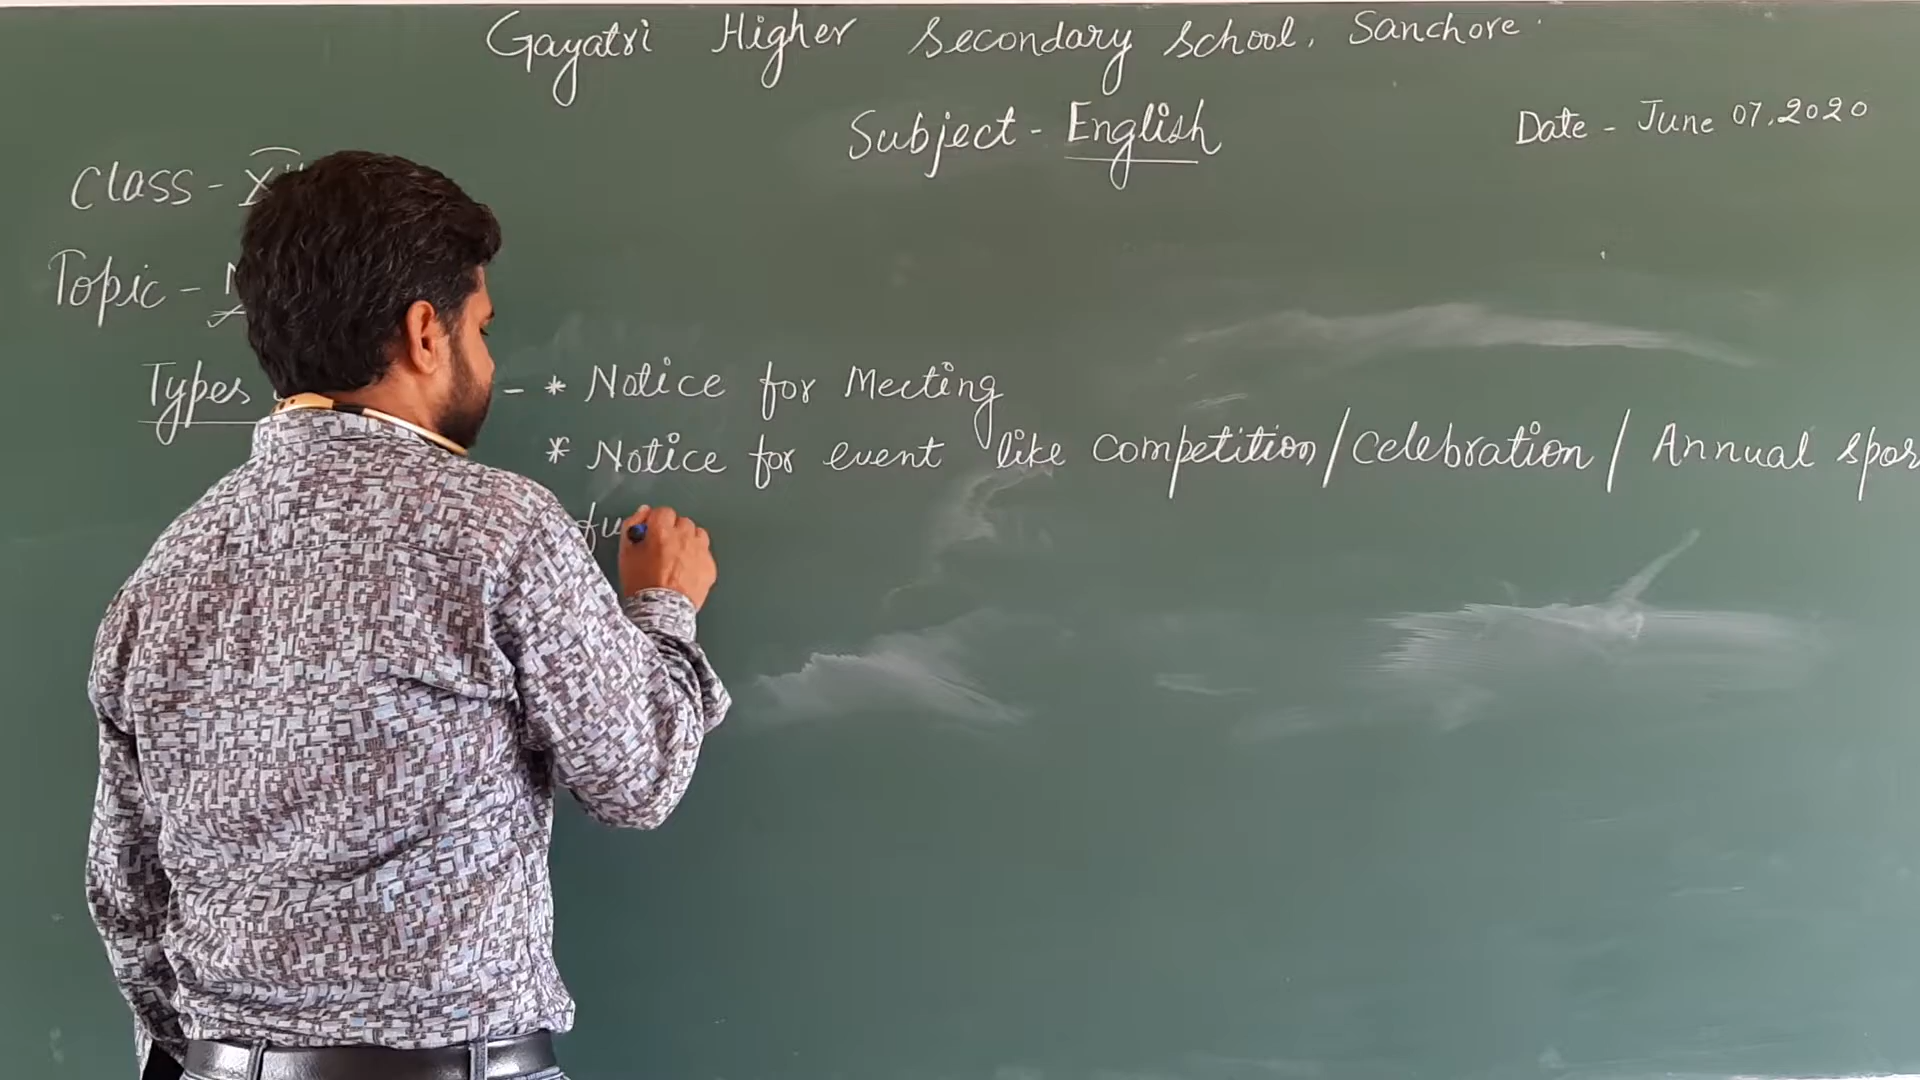 Gayatri Higher Secondary School, Sanchore.
Subject - English
Date - June 07, 2020
Class -
Topic -
Types - * Notice for Meeting
* Notice for event like competition/celebration/Annual